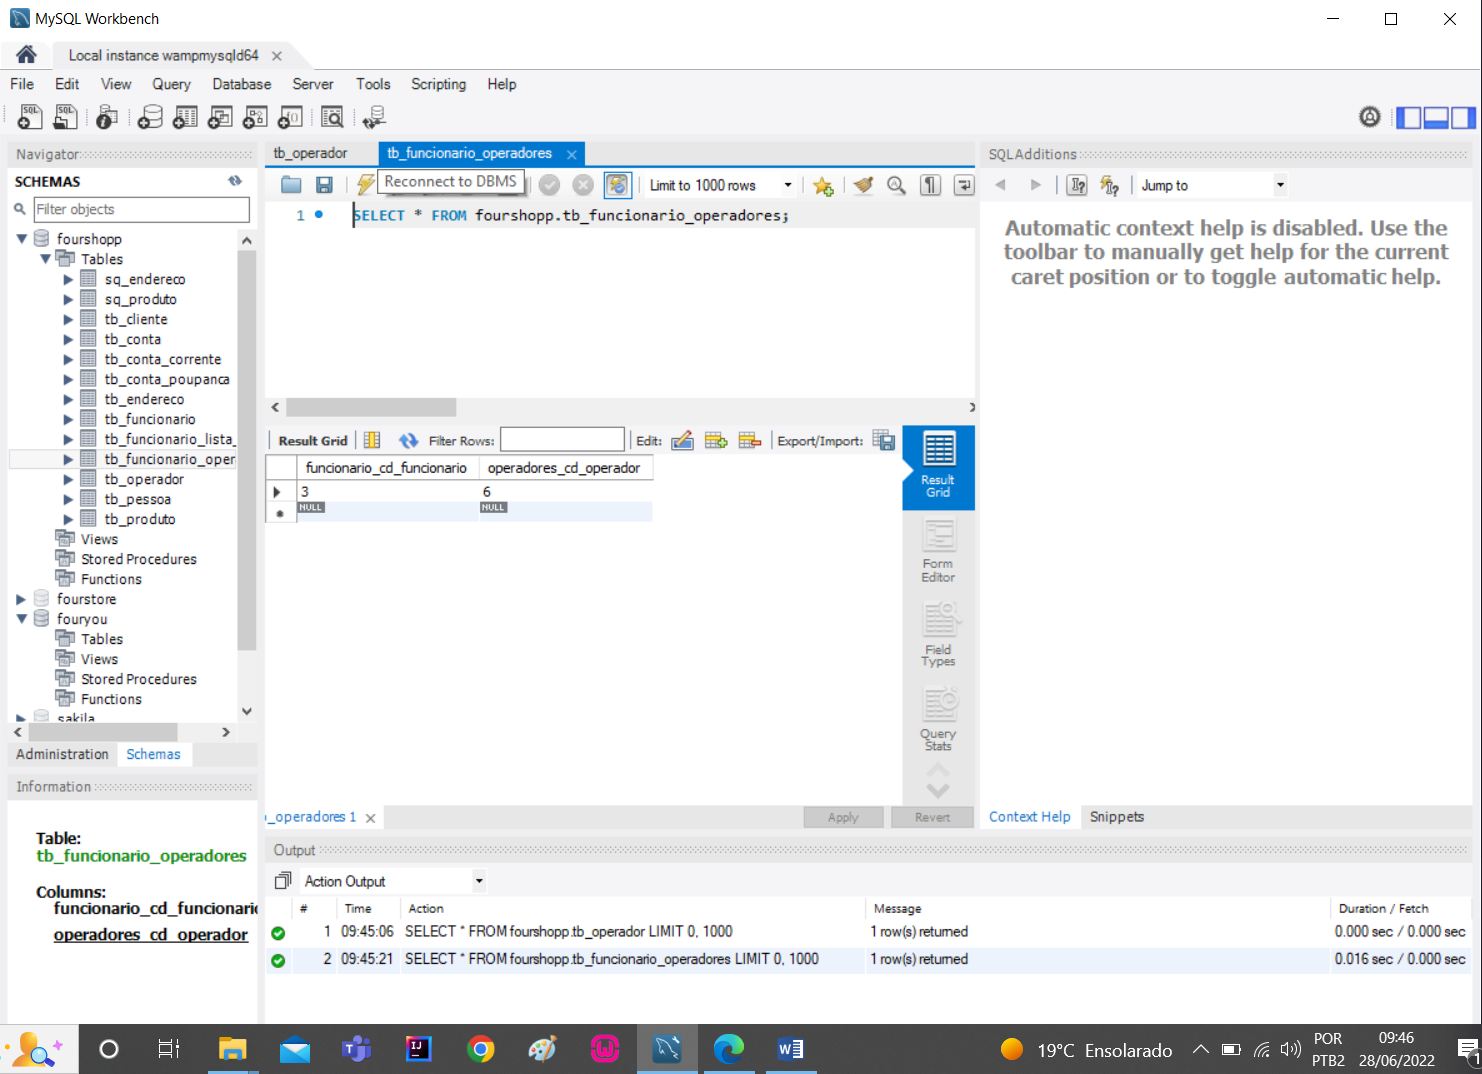 MySQL Workbench
Local instance wampmysqld64
File Edit View Query Database Server Tools Scripting Help
Navigator
SCHEMAS
Filter objects
fourshopp
Tables
sq_endereco
sq_produto
tb_cliente
tb_conta
tb_conta_corrente
tb_conta_poupanca
tb_endereco
tb_funcionario
tb_funcionario_lista_
tb_funcionario_oper
tb_operador
tb_pessoa
tb_produto
Views
Stored Procedures
Functions
fourstore
fouryou
Tables
Views
Stored Procedures
Functions
sakila
Administration Schemas
Information
Table:
tb_funcionario_operadores
Columns:
funcionario_cd_funcionario
operadores_cd_operador
tb_operador tb_funcionario_operadores
Reconnect to DBMS
Limit to 1000 rows
1 SELECT * FROM fourshopp.tb_funcionario_operadores;
Result Grid Filter Rows: Edit: Export/Import:
funcionario_cd_funcionario operadores_cd_operador
3 6
NULL NULL
Result
Grid
Form
Editor
Field
Types
Query
Stats
_operadores 1
Apply Revert
SQLAdditions
Jump to
Automatic context help is disabled. Use the
toolbar to manually get help for the current
caret position or to toggle automatic help.
Context Help Snippets
Output
Action Output
# Time Action Message Duration / Fetch
1 09:45:06 SELECT * FROM fourshopp.tb_operador LIMIT 0, 1000 1 row(s) returned 0.000 sec / 0.000 sec
2 09:45:21 SELECT * FROM fourshopp.tb_funcionario_operadores LIMIT 0, 1000 1 row(s) returned 0.016 sec / 0.000 sec
19°C Ensolarado
POR
PTB2
09:46
28/06/2022
1